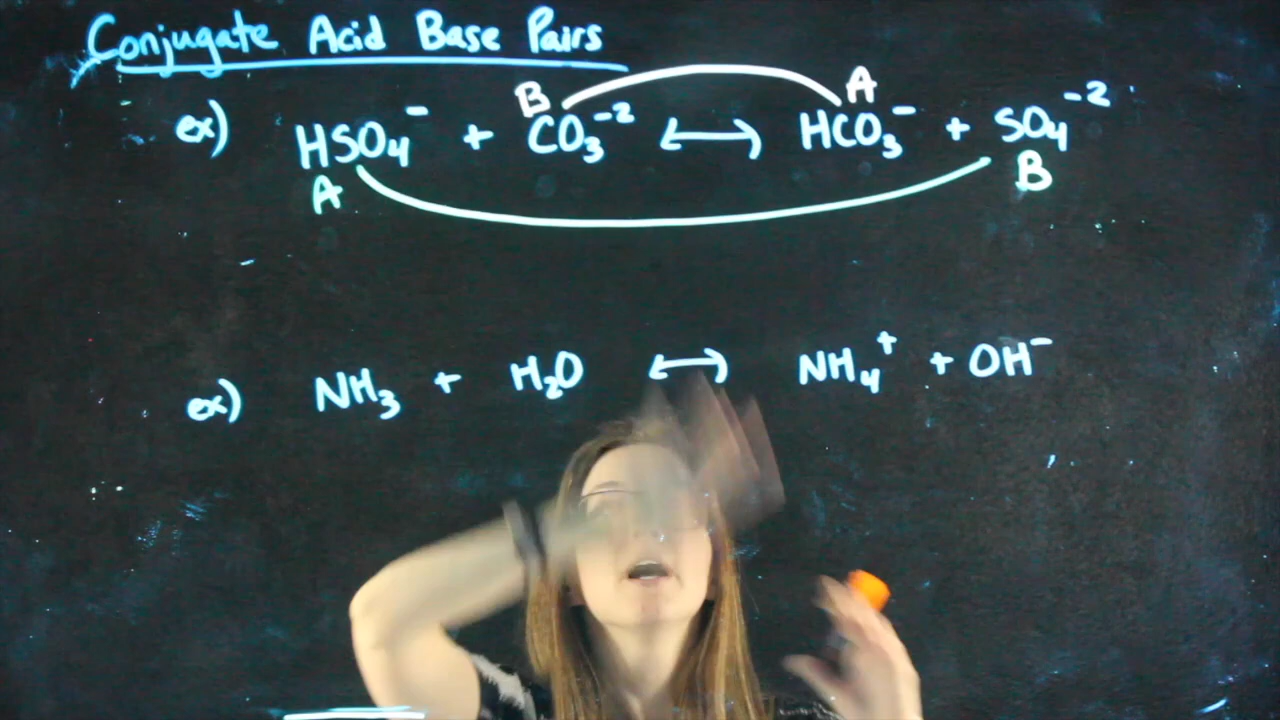 Conjugate Acid Base Pairs
B A
ex) HSO₄⁻ + CO₃⁻² ⟷ HCO₃⁻ + SO₄⁻²
A B
ex) NH₃ + H₂O ⟷ NH₄⁺ + OH⁻